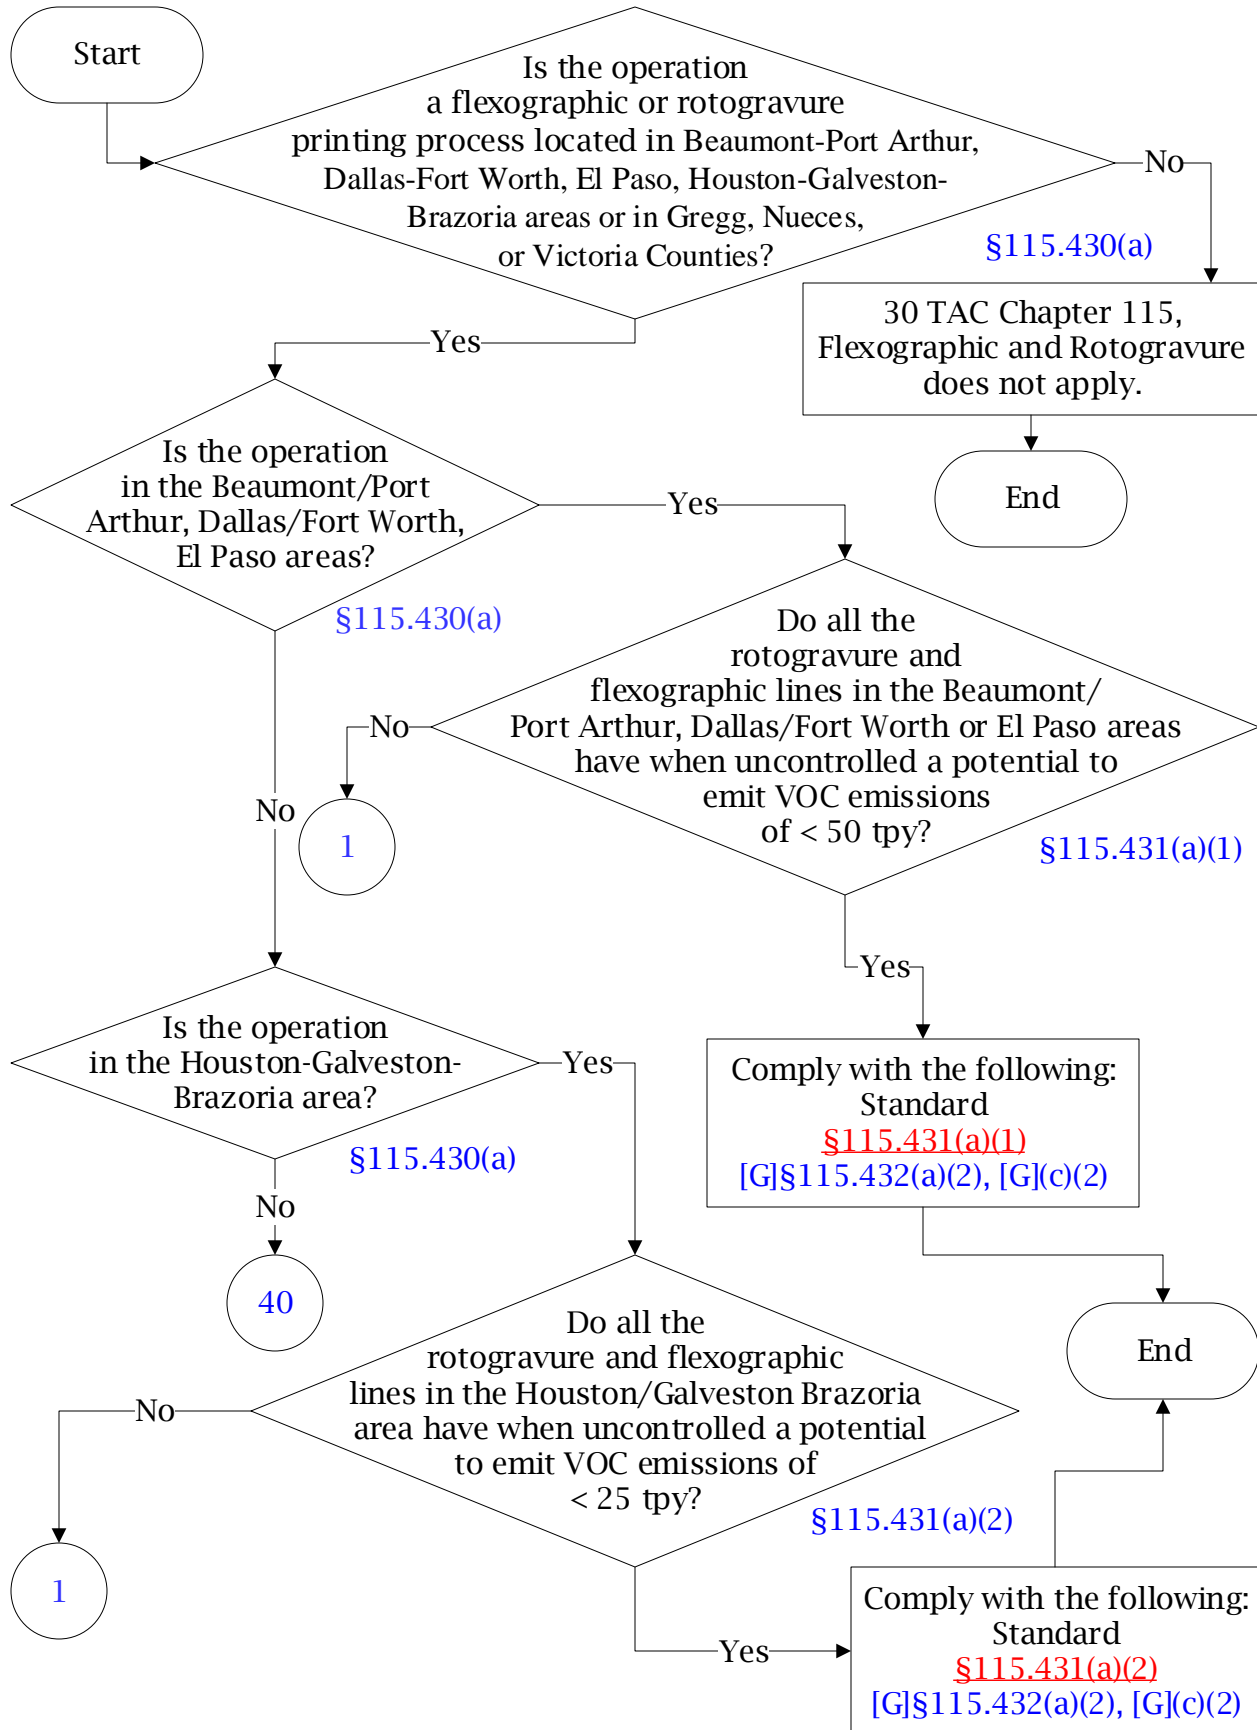 Start
Is the operation
a flexographic or rotogravure
printing process located in Beaumont-Port Arthur,
Dallas-Fort Worth, El Paso, Houston-Galveston-
Brazoria areas or in Gregg, Nueces,
or Victoria Counties?
No
§115.430(a)
30 TAC Chapter 115,
Flexographic and Rotogravure
does not apply.
End
Yes
Is the operation
in the Beaumont/Port
Arthur, Dallas/Fort Worth,
El Paso areas?
§115.430(a)
Yes
Do all the
rotogravure and
flexographic lines in the Beaumont/
Port Arthur, Dallas/Fort Worth or El Paso areas
have when uncontrolled a potential to
emit VOC emissions
of < 50 tpy?
§115.431(a)(1)
No
1
No
Yes
Comply with the following:
Standard
§115.431(a)(1)
[G]§115.432(a)(2), [G](c)(2)
Is the operation
in the Houston-Galveston-
Brazoria area?
§115.430(a)
Yes
No
40
End
Do all the
rotogravure and flexographic
lines in the Houston/Galveston Brazoria
area have when uncontrolled a potential
to emit VOC emissions of
< 25 tpy?
§115.431(a)(2)
No
1
Yes
Comply with the following:
Standard
§115.431(a)(2)
[G]§115.432(a)(2), [G](c)(2)